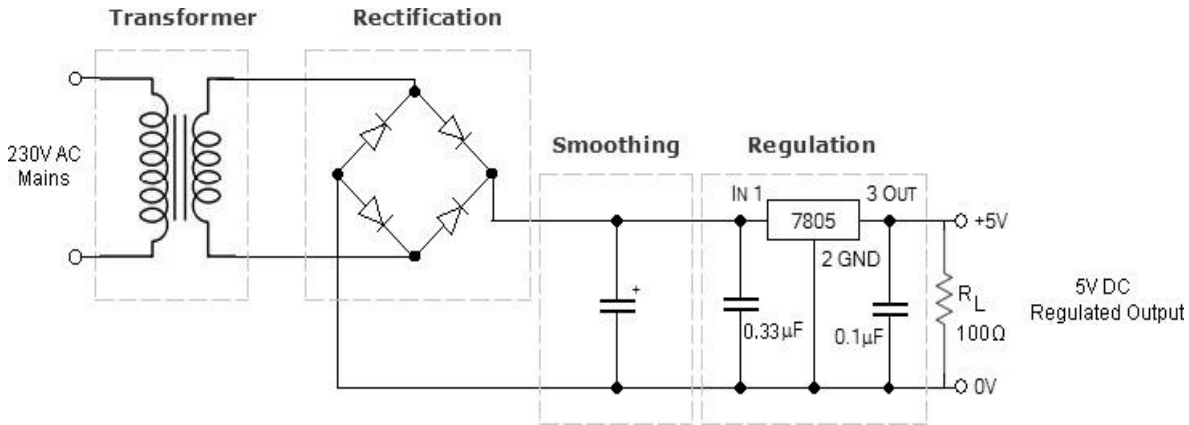 Transformer
Rectification
Smoothing
Regulation
230V AC
Mains
IN 1
3 OUT
7805
2 GND
+5V
+
0.33µF
0.1µF
RL
100Ω
5V DC
Regulated Output
0V